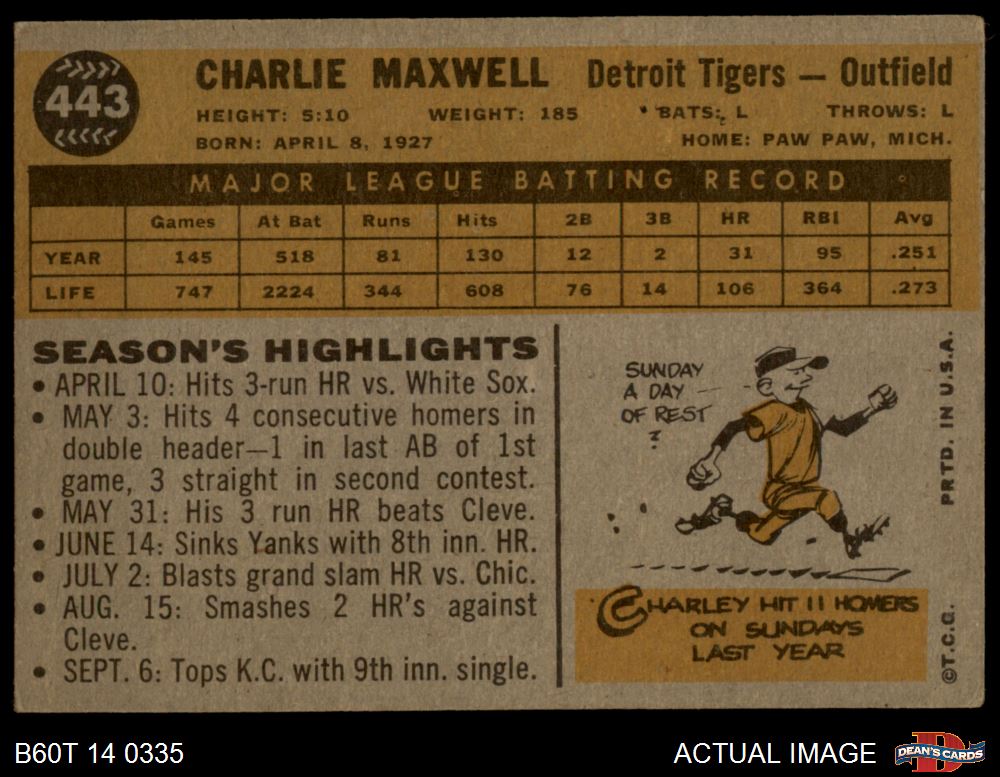 443
CHARLIE MAXWELL Detroit Tigers — Outfield
HEIGHT: 5:10 WEIGHT: 185 BATS: L THROWS: L
BORN: APRIL 8, 1927 HOME: PAW PAW, MICH.
MAJOR LEAGUE BATTING RECORD
Games At Bat Runs Hits 2B 3B HR RBI Avg
YEAR 145 518 81 130 12 2 31 95 .251
LIFE 747 2224 344 608 76 14 106 364 .273
SEASON'S HIGHLIGHTS
• APRIL 10: Hits 3-run HR vs. White Sox.
• MAY 3: Hits 4 consecutive homers in
double header—1 in last AB of 1st
game, 3 straight in second contest.
• MAY 31: His 3 run HR beats Cleve.
• JUNE 14: Sinks Yanks with 8th inn. HR.
• JULY 2: Blasts grand slam HR vs. Chic.
• AUG. 15: Smashes 2 HR's against
Cleve.
• SEPT. 6: Tops K.C. with 9th inn. single.
SUNDAY
A DAY
OF REST
?
CHARLEY HIT 11 HOMERS
ON SUNDAYS
LAST YEAR
©T.C.G. PRTD. IN U.S.A.
B60T 14 0335
ACTUAL IMAGE
D
DEAN'S CARDS